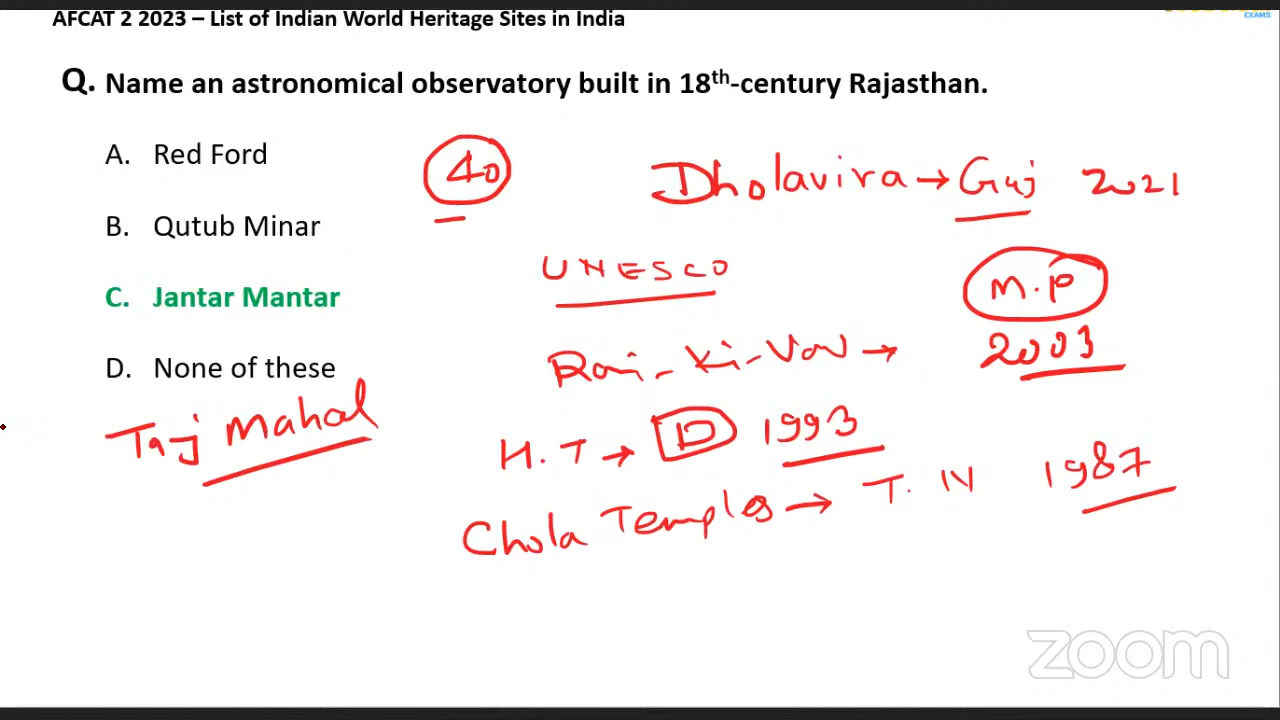 AFCAT 2 2023 – List of Indian World Heritage Sites in India
EXAMS
Q. Name an astronomical observatory built in 18th-century Rajasthan.
A. Red Ford
40
Dholavira → Guj 2021
B. Qutub Minar
UNESCO
M.P
C. Jantar Mantar
Rani-Ki-Vav → 2003
D. None of these
Taj Mahal
H.T → D 1993
Chola Temples → T.N 1987
zoom